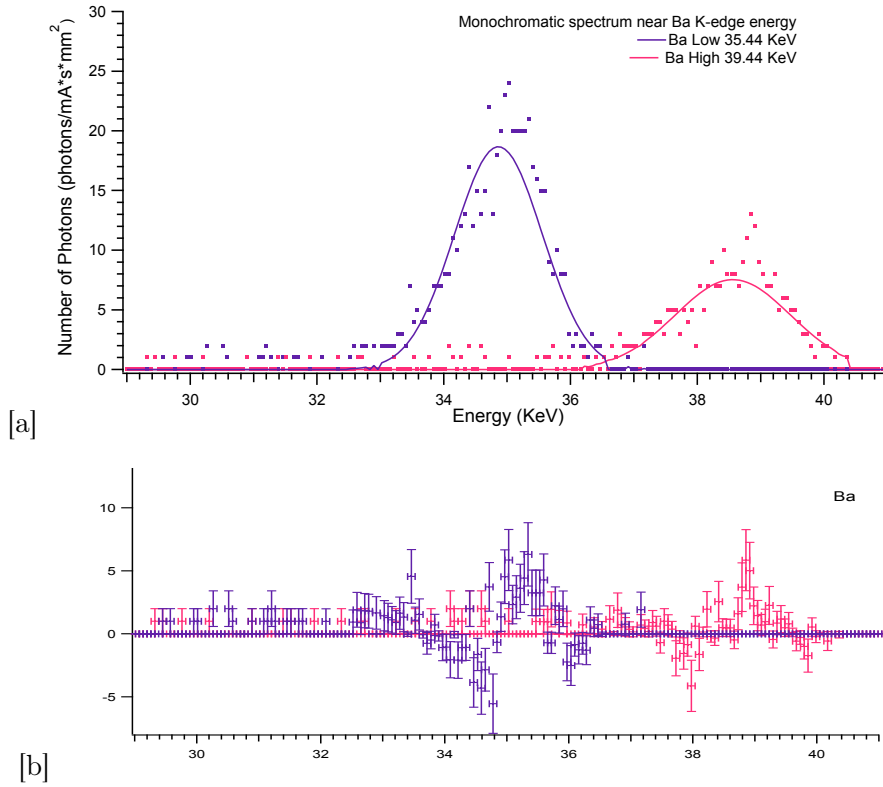 30
25
20
15
10
5
0
Number of Photons (photons/mA*s*mm²)
Monochromatic spectrum near Ba K-edge energy
Ba Low 35.44 KeV
Ba High 39.44 KeV
30 32 34 36 38 40
Energy (KeV)
[a]
10
5
0
-5
Ba
30 32 34 36 38 40
[b]